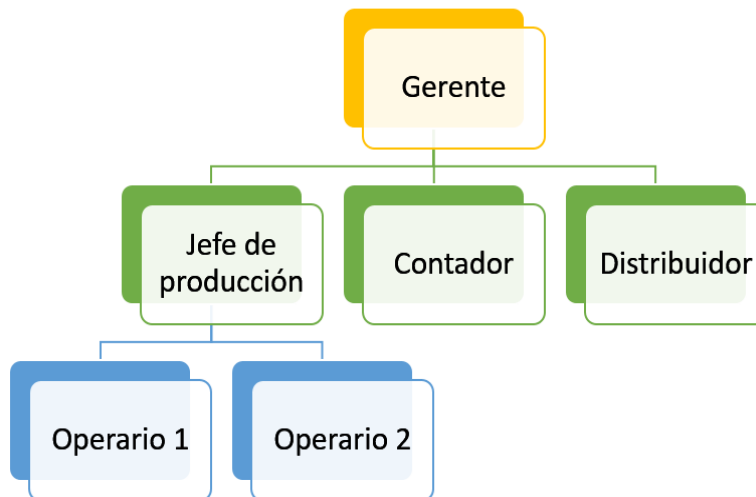 Gerente
Jefe de
producción
Contador
Distribuidor
Operario 1
Operario 2